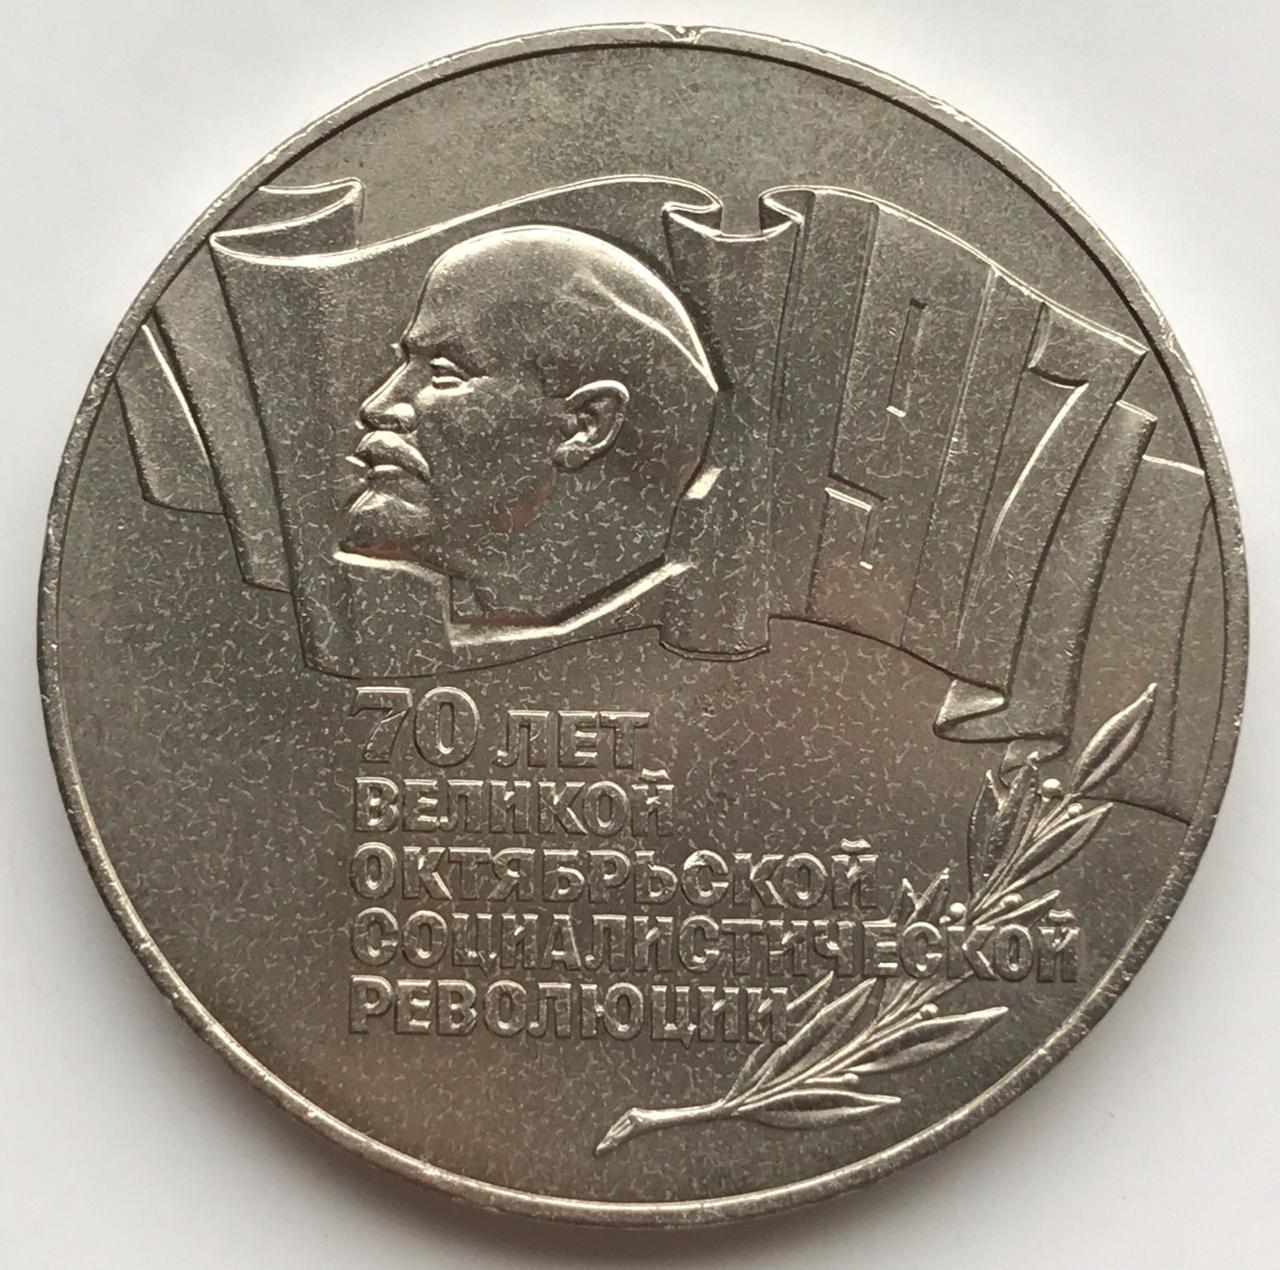 1917
70 ЛЕТ
ВЕЛИКОЙ
ОКТЯБРЬСКОЙ
СОЦИАЛИСТИЧЕСКОЙ
РЕВОЛЮЦИИ